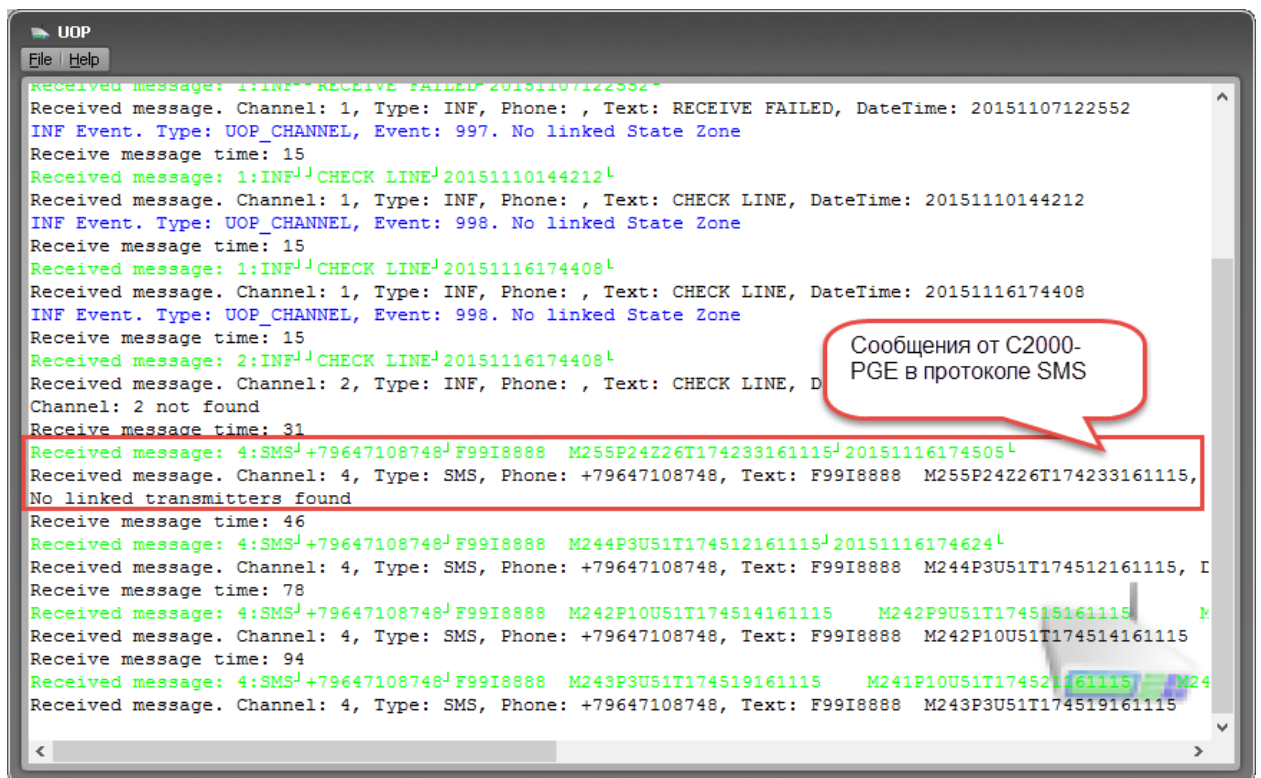 UOP
File Help
Received message: 1:INF┘┘RECEIVE FAILED┘20151107122552└
Received message. Channel: 1, Type: INF, Phone: , Text: RECEIVE FAILED, DateTime: 20151107122552
INF Event. Type: UOP_CHANNEL, Event: 997. No linked State Zone
Receive message time: 15
Received message: 1:INF┘┘CHECK LINE┘20151110144212└
Received message. Channel: 1, Type: INF, Phone: , Text: CHECK LINE, DateTime: 20151110144212
INF Event. Type: UOP_CHANNEL, Event: 998. No linked State Zone
Receive message time: 15
Received message: 1:INF┘┘CHECK LINE┘20151116174408└
Received message. Channel: 1, Type: INF, Phone: , Text: CHECK LINE, DateTime: 20151116174408
INF Event. Type: UOP_CHANNEL, Event: 998. No linked State Zone
Receive message time: 15
Сообщения от С2000-
PGE в протоколе SMS
Received message: 2:INF┘┘CHECK LINE┘20151116174408└
Received message. Channel: 2, Type: INF, Phone: , Text: CHECK LINE, D
Channel: 2 not found
Receive message time: 31
Received message: 4:SMS┘+79647108748┘F99I8888  M255P24Z26T174233161115┘20151116174505└
Received message. Channel: 4, Type: SMS, Phone: +79647108748, Text: F99I8888  M255P24Z26T174233161115,
No linked transmitters found
Receive message time: 46
Received message: 4:SMS┘+79647108748┘F99I8888  M244P3U51T174512161115┘20151116174624└
Received message. Channel: 4, Type: SMS, Phone: +79647108748, Text: F99I8888  M244P3U51T174512161115, D
Receive message time: 78
Received message: 4:SMS┘+79647108748┘F99I8888  M242P10U51T174514161115    M242P9U51T174515161115    M
Received message. Channel: 4, Type: SMS, Phone: +79647108748, Text: F99I8888  M242P10U51T174514161115
Receive message time: 94
Received message: 4:SMS┘+79647108748┘F99I8888  M243P3U51T174519161115    M241P10U51T174521161115    M24
Received message. Channel: 4, Type: SMS, Phone: +79647108748, Text: F99I8888  M243P3U51T174519161115